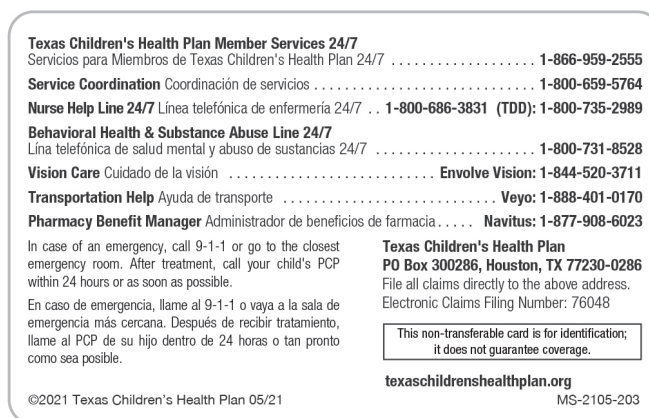 Texas Children's Health Plan Member Services 24/7
Servicios para Miembros de Texas Children's Health Plan 24/7 . . . . . . . . . . . . . . . . . . . 1-866-959-2555
Service Coordination Coordinación de servicios . . . . . . . . . . . . . . . . . . . . . . . . . . . . . 1-800-659-5764
Nurse Help Line 24/7 Línea telefónica de enfermería 24/7 . . 1-800-686-3831 (TDD): 1-800-735-2989
Behavioral Health & Substance Abuse Line 24/7
Lína telefónica de salud mental y abuso de sustancias 24/7 . . . . . . . . . . . . . . . . . . . . . 1-800-731-8528
Vision Care Cuidado de la visión . . . . . . . . . . . . . . . . . . . . . . . . . . . Envolve Vision: 1-844-520-3711
Transportation Help Ayuda de transporte . . . . . . . . . . . . . . . . . . . . . . . . . . . . Veyo: 1-888-401-0170
Pharmacy Benefit Manager Administrador de beneficios de farmacia . . . . . Navitus: 1-877-908-6023
In case of an emergency, call 9-1-1 or go to the closest
emergency room. After treatment, call your child's PCP
within 24 hours or as soon as possible.
En caso de emergencia, llame al 9-1-1 o vaya a la sala de
emergencia más cercana. Después de recibir tratamiento,
llame al PCP de su hijo dentro de 24 horas o tan pronto
como sea posible.
Texas Children's Health Plan
PO Box 300286, Houston, TX 77230-0286
File all claims directly to the above address.
Electronic Claims Filing Number: 76048
This non-transferable card is for identification;
it does not guarantee coverage.
texaschildrenshealthplan.org
©2021 Texas Children's Health Plan 05/21
MS-2105-203